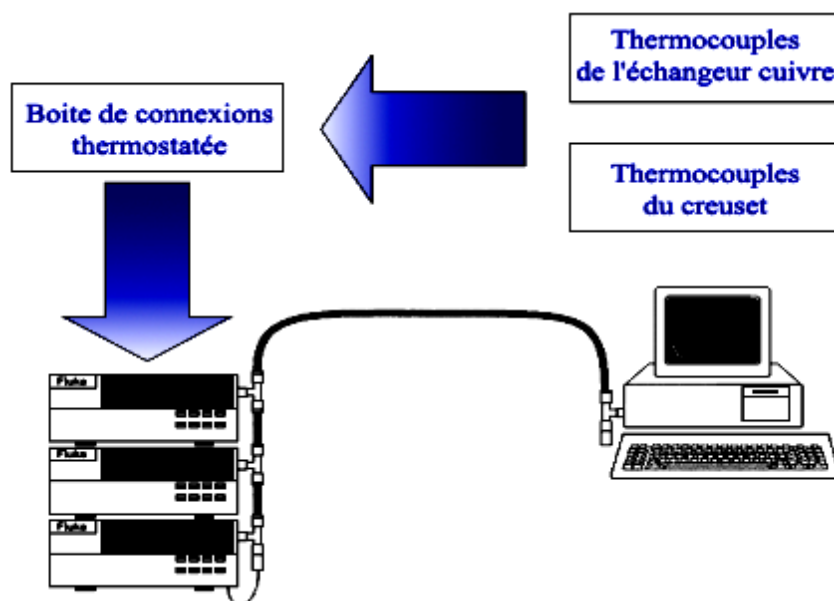 Thermocouples
de l'échangeur cuivre
Boite de connexions
thermostatée
Thermocouples
du creuset
Fluke
Fluke
Fluke